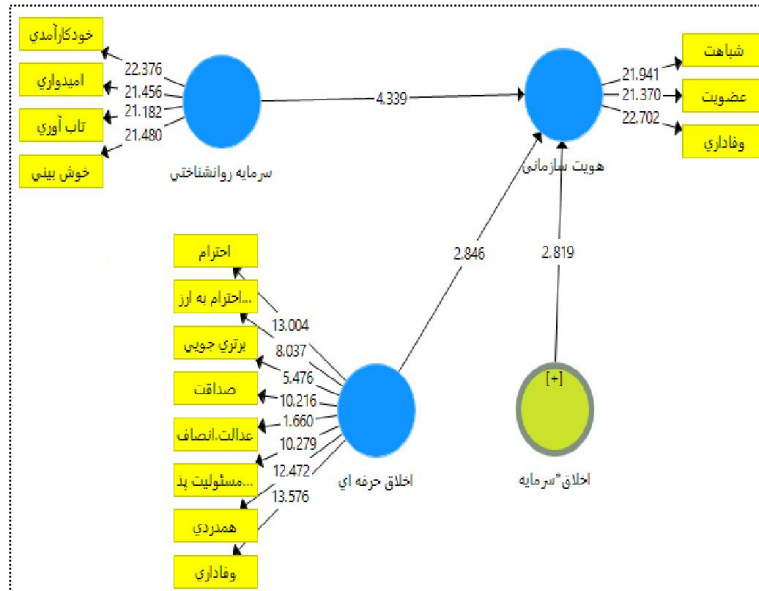 خودکارآمدي
اميدواري
تاب آوري
خوش بيني
22.376
21.456
21.182
21.480
سرمايه روانشناختي
4.339
هويت سازماني
21.941
21.370
22.702
شباهت
عضويت
وفاداري
2.846
2.819
احترام
احترام به ارز...
برتري جويي
صداقت
عدالت،انصاف
مسئوليت پذ...
همدردي
وفاداري
13.004
8.037
5.476
10.216
1.660
10.279
12.472
13.576
اخلاق حرفه اي
[+]
اخلاق*سرمايه